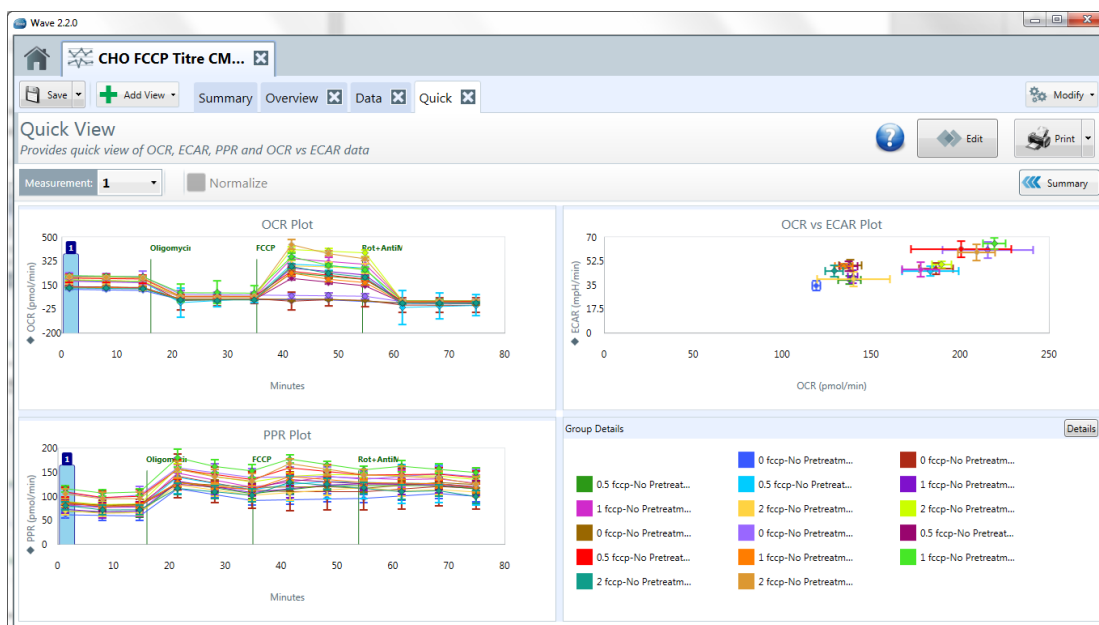 Wave 2.2.0
CHO FCCP Titre CM...
Save Add View Summary Overview Data Quick Modify
Quick View
Provides quick view of OCR, ECAR, PPR and OCR vs ECAR data
? Edit Print
Measurement: 1 Normalize Summary
OCR Plot
500
325
150
-25
-200
OCR (pmol/min)
1
Oligomycin FCCP Rot+AntiN
0 10 20 30 40 50 60 70 80
Minutes
OCR vs ECAR Plot
70
52.5
35
17.5
0
ECAR (mpH/min)
0 50 100 150 200 250
OCR (pmol/min)
PPR Plot
200
150
100
50
0
PPR (pmol/min)
1
Oligomycin FCCP Rot+AntiN
0 10 20 30 40 50 60 70 80
Minutes
Group Details Details
0 fccp-No Pretreatm... 0 fccp-No Pretreatm...
0.5 fccp-No Pretreat... 0.5 fccp-No Pretreat... 1 fccp-No Pretreatm...
1 fccp-No Pretreatm... 2 fccp-No Pretreatm... 2 fccp-No Pretreatm...
0 fccp-No Pretreatm... 0 fccp-No Pretreatm... 0.5 fccp-No Pretreat...
0.5 fccp-No Pretreat... 1 fccp-No Pretreatm... 1 fccp-No Pretreatm...
2 fccp-No Pretreatm... 2 fccp-No Pretreatm...